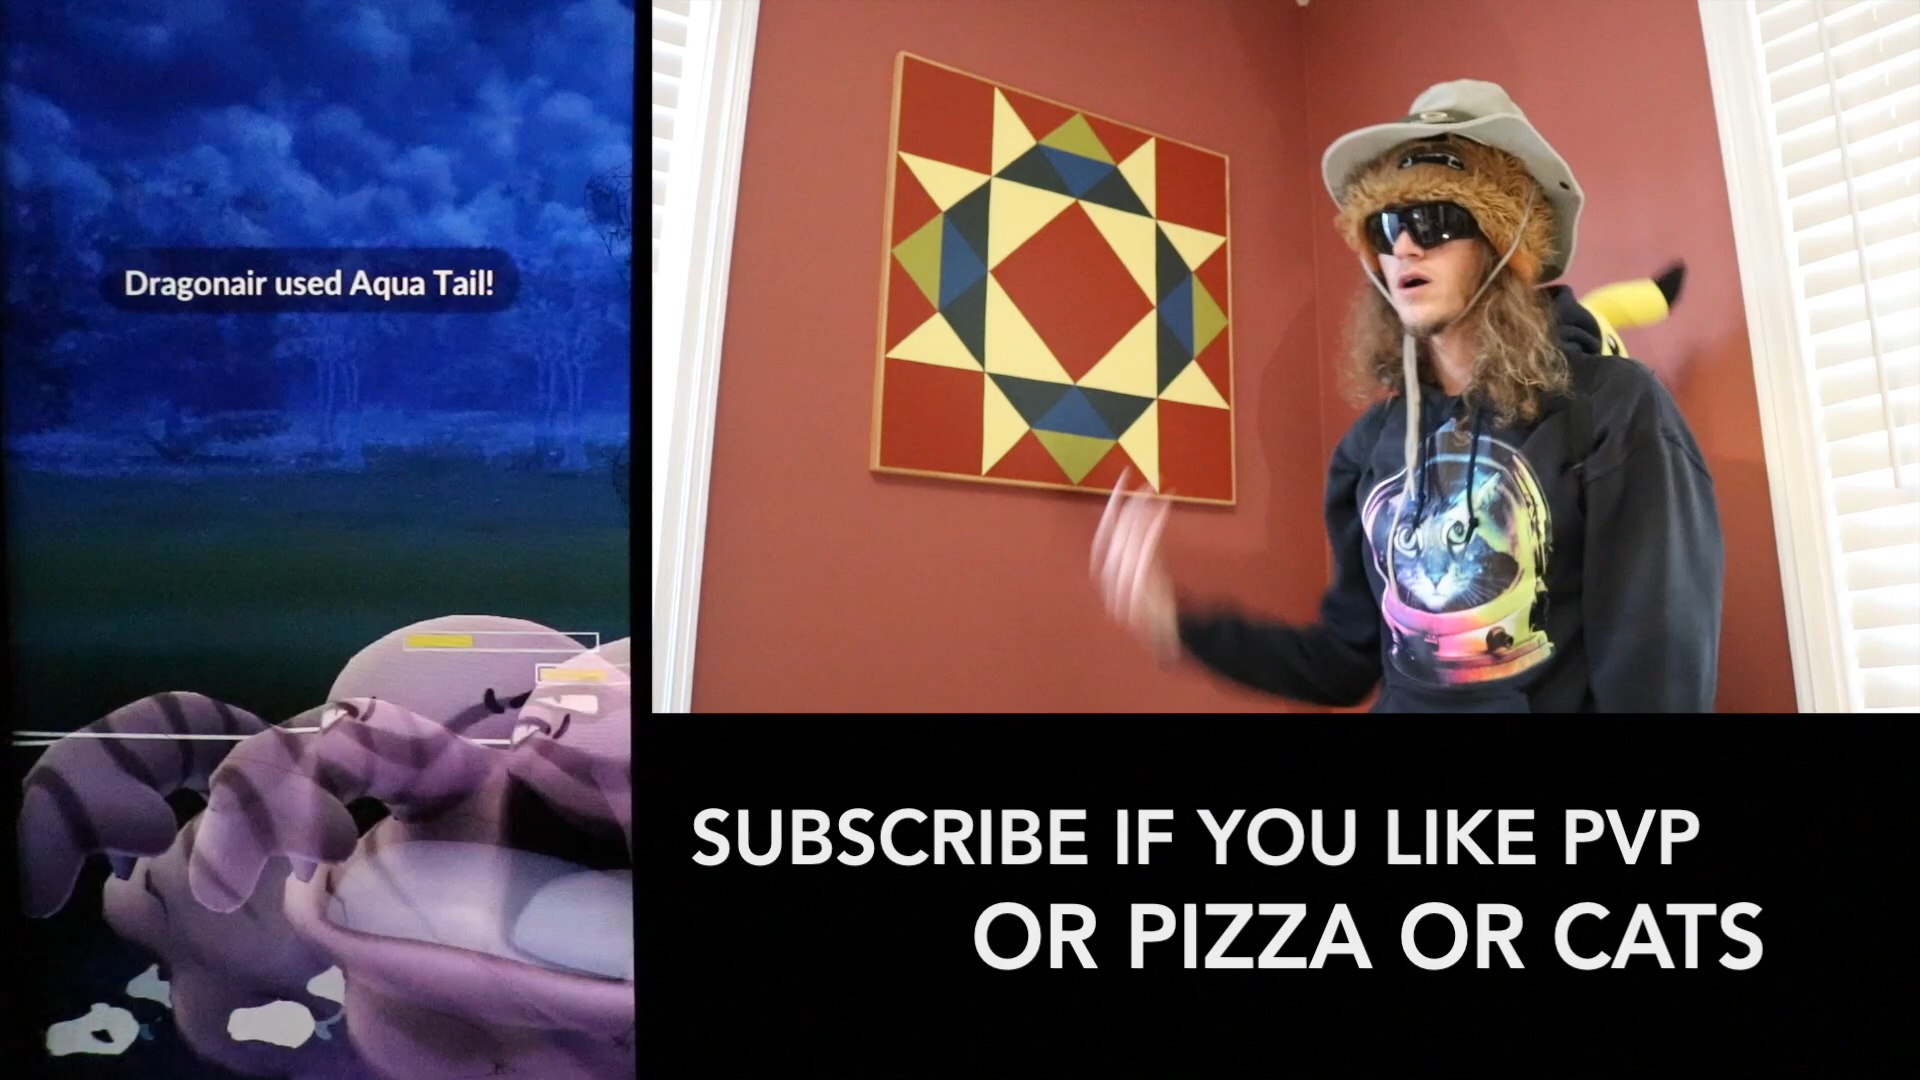 Dragonair used Aqua Tail!
SUBSCRIBE IF YOU LIKE PVP
OR PIZZA OR CATS